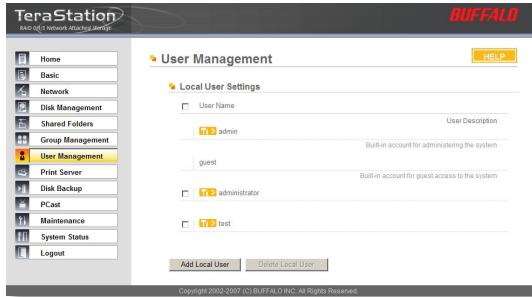 TeraStation
BUFFALO
RAID 0/1/5 Network Attached Storage
Home
Basic
Network
Disk Management
Shared Folders
Group Management
User Management
Print Server
Disk Backup
PCast
Maintenance
System Status
Logout
User Management
HELP
Local User Settings
User Name
User Description
admin
Built-in account for administering the system
guest
Built-in account for guest access to the system
administrator
test
Add Local User Delete Local User
Copyright 2002-2007 (C) BUFFALO INC. All Rights Reserved.